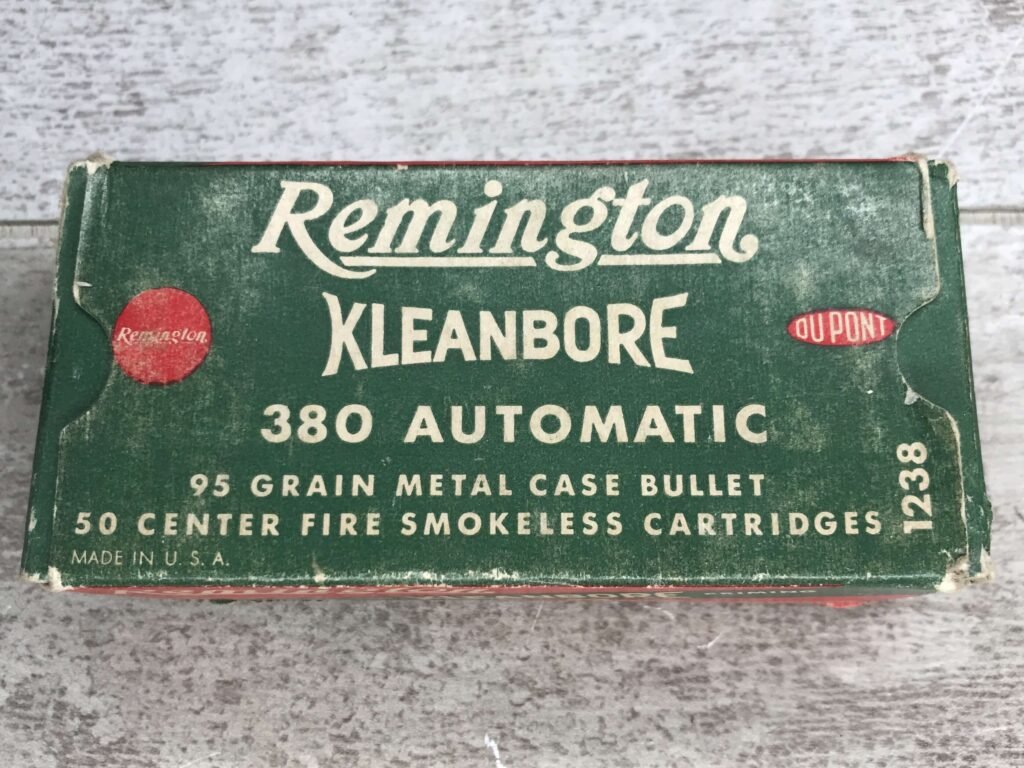 Remington
KLEANBORE
Remington
DU PONT
380 AUTOMATIC
95 GRAIN METAL CASE BULLET
50 CENTER FIRE SMOKELESS CARTRIDGES
1238
MADE IN U. S. A.
PRIMING